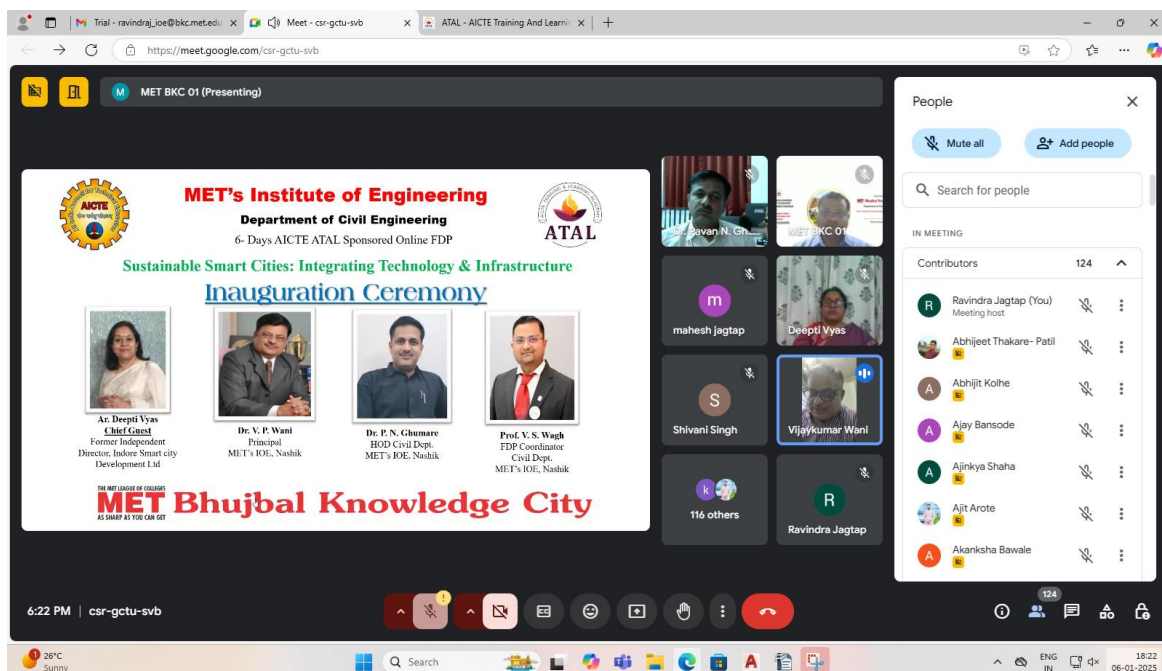 Trial - ravindraj_ioe@bkc.met.edu
Meet - csr-gctu-svb
ATAL - AICTE Training And Learni
https://meet.google.com/csr-gctu-svb
M
MET BKC 01 (Presenting)
AICTE
MET's Institute of Engineering
Department of Civil Engineering
6- Days AICTE ATAL Sponsored Online FDP
ATAL
Sustainable Smart Cities: Integrating Technology & Infrastructure
Inauguration Ceremony
Ar. Deepti Vyas
Chief Guest
Former Independent
Director, Indore Smart city
Development Ltd
Dr. V. P. Wani
Principal
MET's IOE, Nashik
Dr. P. N. Ghumare
HOD Civil Dept.
MET's IOE, Nashik
Prof. V. S. Wagh
FDP Coordinator
Civil Dept.
MET's IOE, Nashik
THE MET LEAGUE OF COLLEGES
MET
AS SHARP AS YOU CAN GET
Bhujbal Knowledge City
Dr. Pavan N. Gh...
MET BKC 01
m
mahesh jagtap
Deepti Vyas
S
Shivani Singh
Vijaykumar Wani
k
116 others
R
Ravindra Jagtap
People
Mute all
Add people
Search for people
IN MEETING
Contributors
124
R
Ravindra Jagtap (You)
Meeting host
Abhijeet Thakare- Patil
A
Abhijit Kolhe
A
Ajay Bansode
A
Ajinkya Shaha
Ajit Arote
A
Akanksha Bawale
6:22 PM | csr-gctu-svb
124
26°C
Sunny
Search
ENG
IN
18:22
06-01-2025